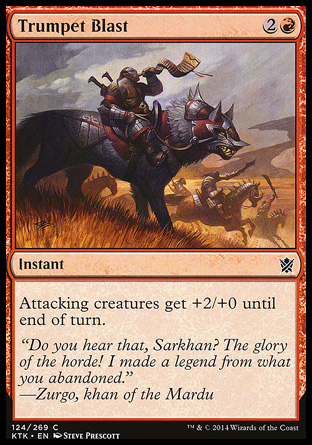 Trumpet Blast 2
Instant
Attacking creatures get +2/+0 until
end of turn.
"Do you hear that, Sarkhan? The glory
of the horde! I made a legend from what
you abandoned."
—Zurgo, khan of the Mardu
124/269 C
KTK • EN Steve Prescott ™ & © 2014 Wizards of the Coast